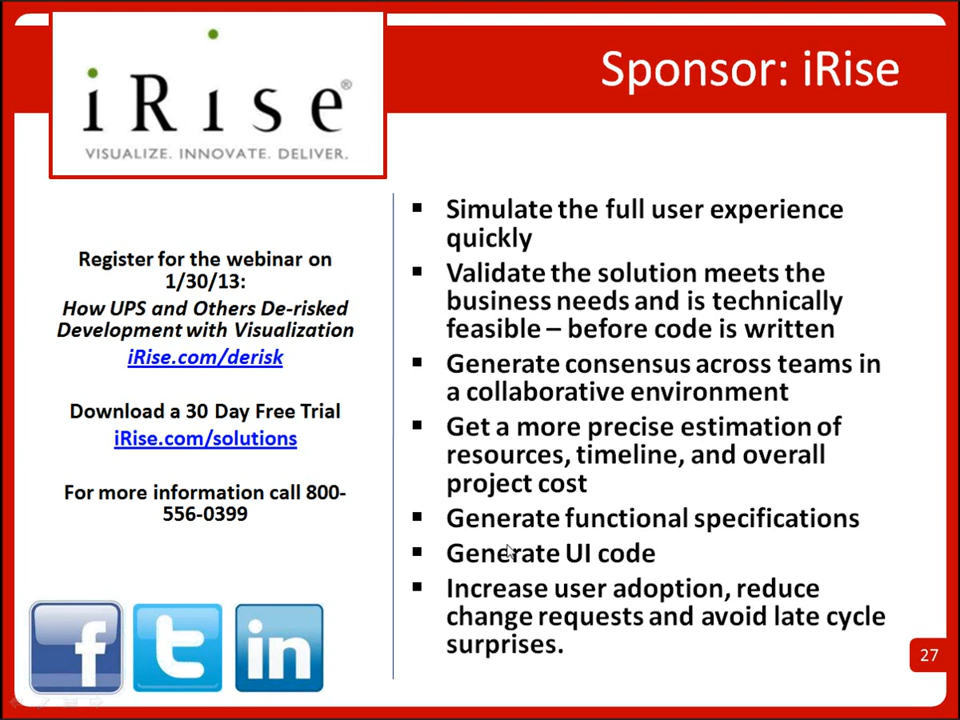 iRise®
VISUALIZE. INNOVATE. DELIVER.
Sponsor: iRise
Register for the webinar on
1/30/13:
How UPS and Others De-risked
Development with Visualization
iRise.com/derisk
Download a 30 Day Free Trial
iRise.com/solutions
For more information call 800-
556-0399
▪ Simulate the full user experience
quickly
▪ Validate the solution meets the
business needs and is technically
feasible – before code is written
▪ Generate consensus across teams in
a collaborative environment
▪ Get a more precise estimation of
resources, timeline, and overall
project cost
▪ Generate functional specifications
▪ Generate UI code
▪ Increase user adoption, reduce
change requests and avoid late cycle
surprises.
f
t
in
27